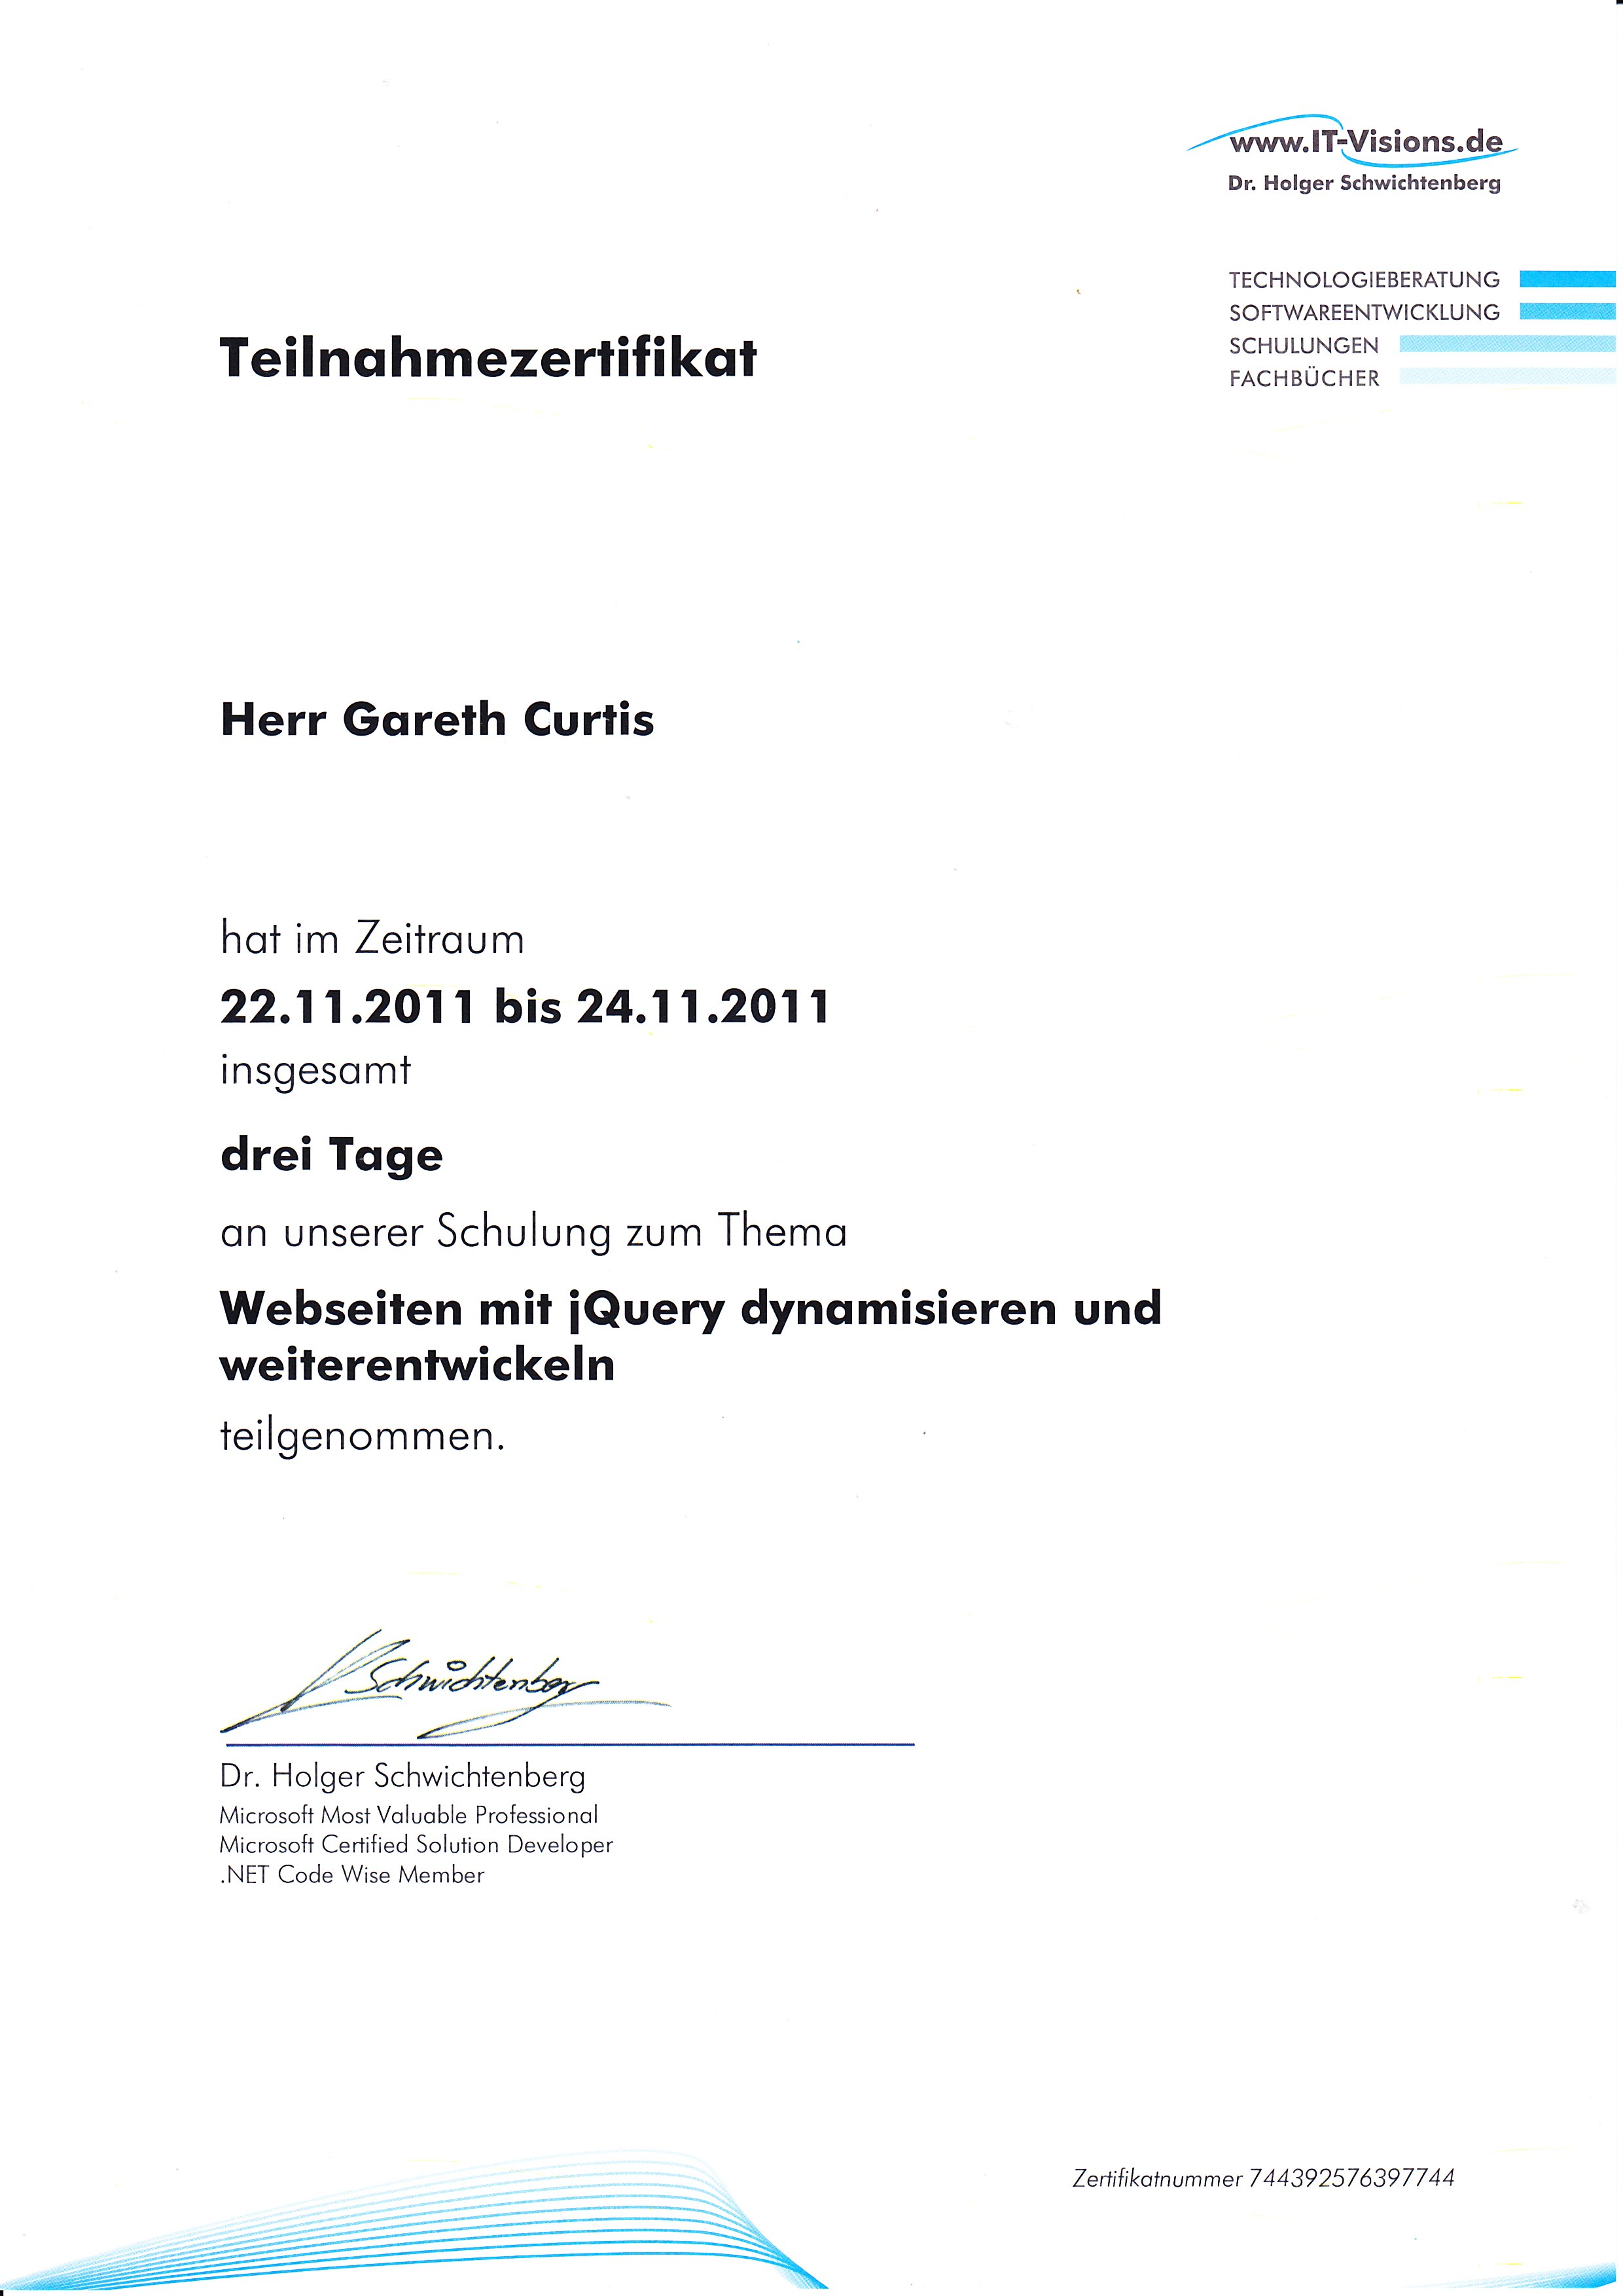 www.IT-Visions.de
Dr. Holger Schwichtenberg
TECHNOLOGIEBERATUNG
SOFTWAREENTWICKLUNG
SCHULUNGEN
FACHBÜCHER
Teilnahmezertifikat
Herr Gareth Curtis
hat im Zeitraum
22.11.2011 bis 24.11.2011
insgesamt
drei Tage
an unserer Schulung zum Thema
Webseiten mit jQuery dynamisieren und
weiterentwickeln
teilgenommen.
H Schwichtenberg
Dr. Holger Schwichtenberg
Microsoft Most Valuable Professional
Microsoft Certified Solution Developer
.NET Code Wise Member
Zertifikatnummer 744392576397744